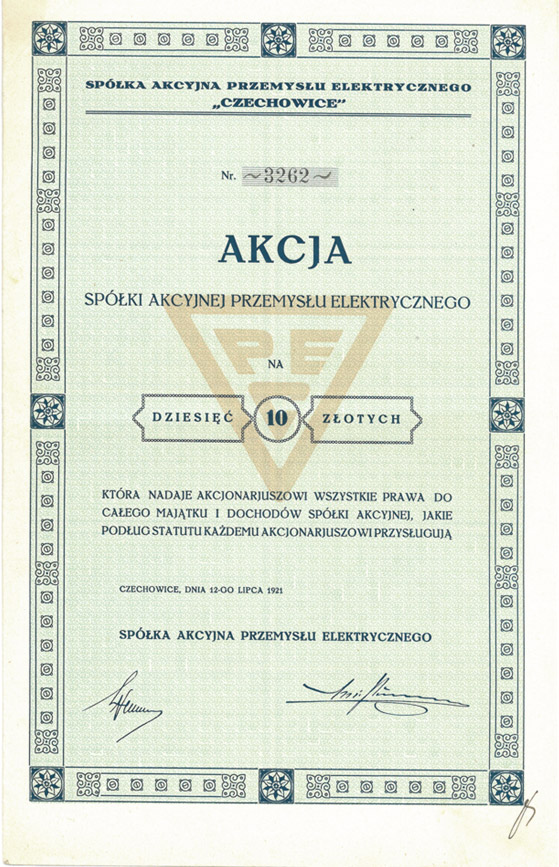 SPÓŁKA AKCYJNA PRZEMYSŁU ELEKTRYCZNEGO
„CZECHOWICE”
Nr. ~3262~
AKCJA
SPÓŁKI AKCYJNEJ PRZEMYSŁU ELEKTRYCZNEGO
PE
NA
DZIESIĘĆ 10 ZŁOTYCH
KTÓRA NADAJE AKCJONARJUSZOWI WSZYSTKIE PRAWA DO
CAŁEGO MAJĄTKU I DOCHODÓW SPÓŁKI AKCYJNEJ, JAKIE
PODŁUG STATUTU KAŻDEMU AKCJONARJUSZOWI PRZYSŁUGUJĄ
CZECHOWICE, DNIA 12-GO LIPCA 1921
SPÓŁKA AKCYJNA PRZEMYSŁU ELEKTRYCZNEGO